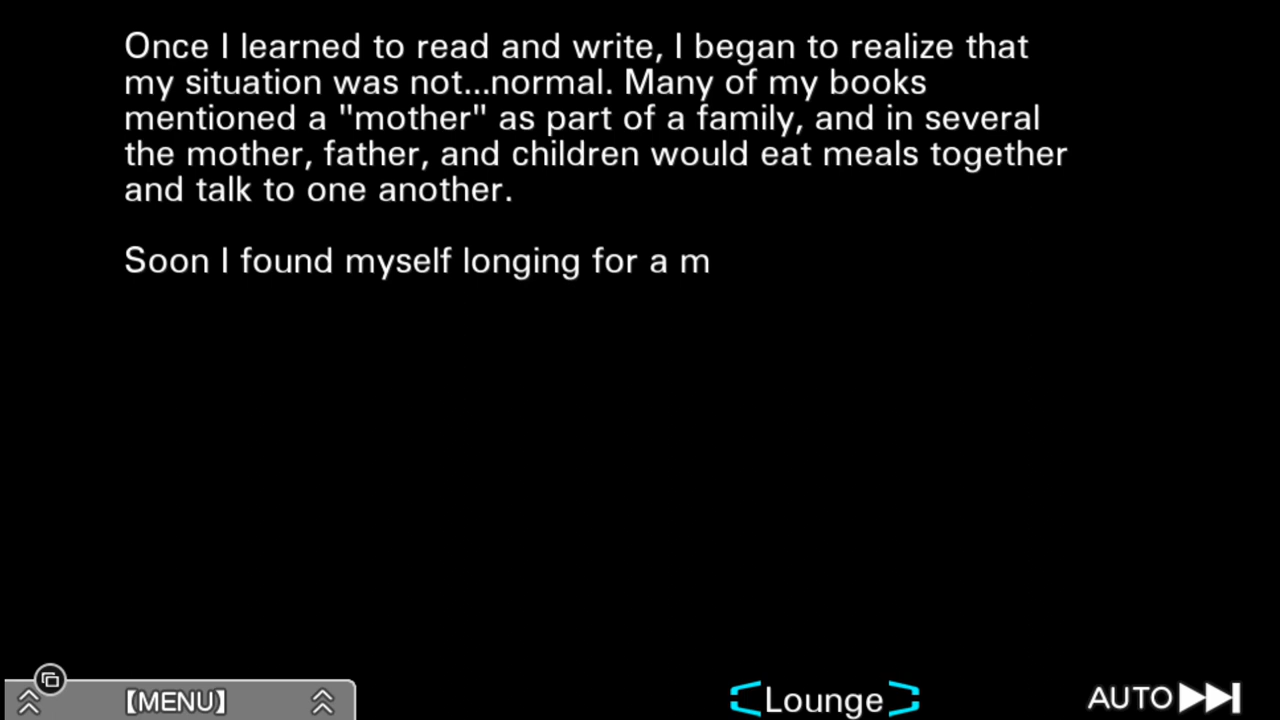 Once I learned to read and write, I began to realize that
my situation was not...normal. Many of my books
mentioned a "mother" as part of a family, and in several
the mother, father, and children would eat meals together
and talk to one another.
Soon I found myself longing for a m
【MENU】
Lounge
AUTO